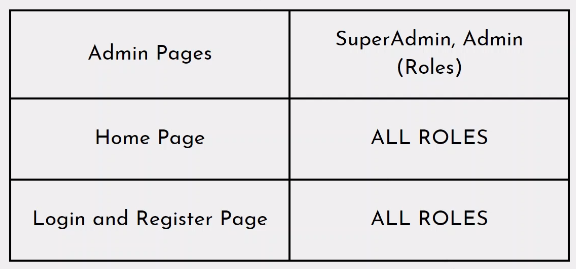 Admin Pages
SuperAdmin, Admin
(Roles)
Home Page
ALL ROLES
Login and Register Page
ALL ROLES